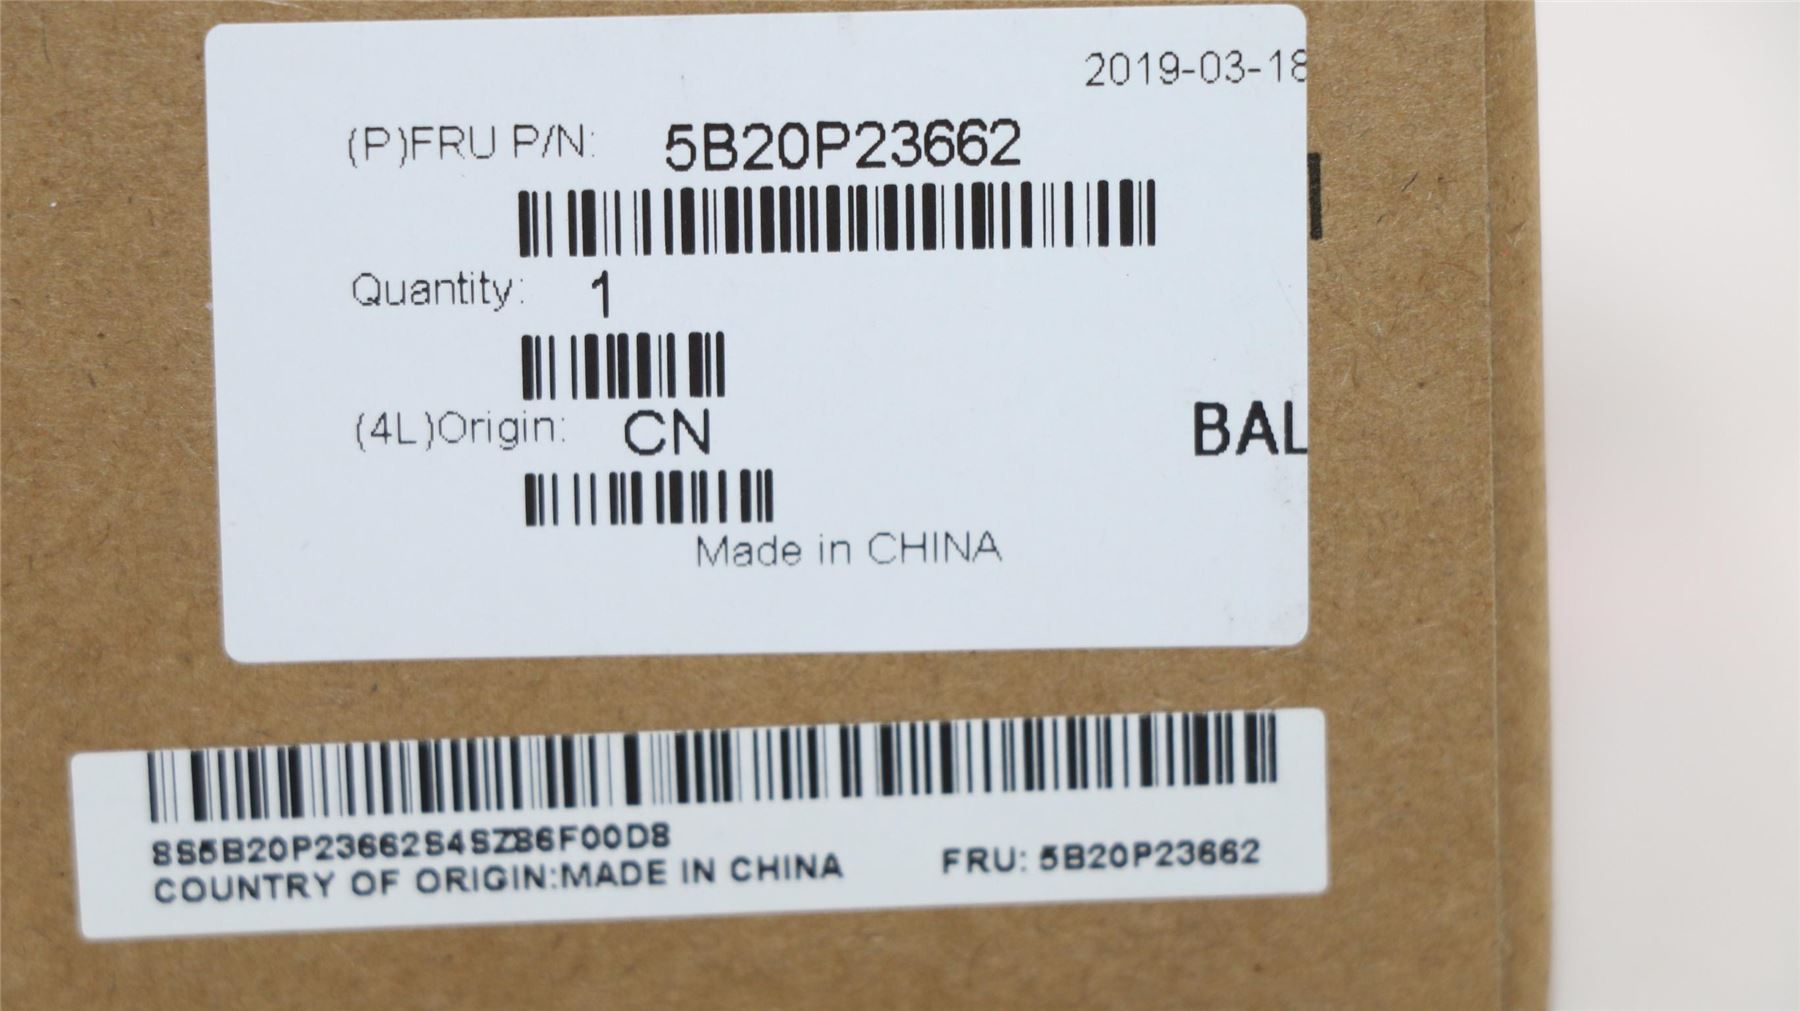 2019-03-18
(P)FRU P/N: 5B20P23662
Quantity: 1
(4L)Origin: CN
BAL
Made in CHINA
8S5B20P23662S4SZ86F00D8
COUNTRY OF ORIGIN:MADE IN CHINA
FRU: 5B20P23662